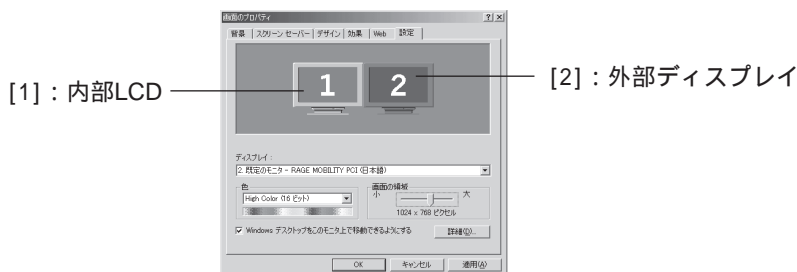 画面のプロパティ
背景 スクリーン セーバー デザイン 効果 Web 設定
[1]：内部LCD
1 2
[2]：外部ディスプレイ
ディスプレイ：
2. 既定のモニタ - RAGE MOBILITY PCI (日本語)
色
High Color (16 ビット)
画面の領域
小 大
1024 x 768 ピクセル
Windows デスクトップをこのモニタ上で移動できるようにする
詳細(D)...
OK キャンセル 適用(A)